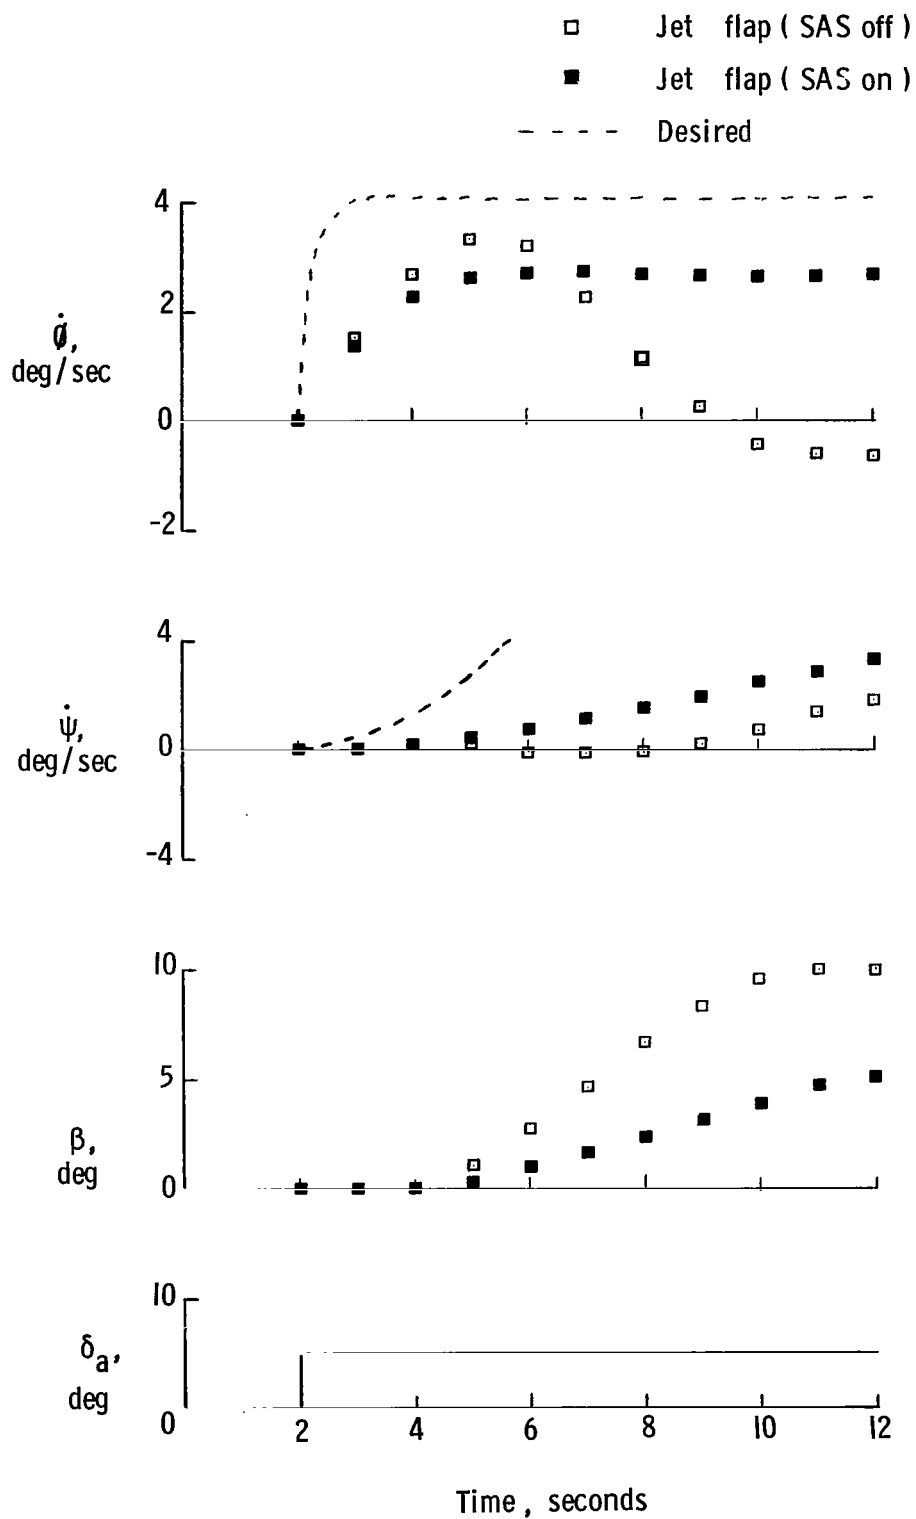 Jet flap ( SAS off )
Jet flap ( SAS on )
Desired
4
2
0
-2
φ̇,
deg/sec
4
0
-4
ψ̇,
deg/sec
10
5
0
β,
deg
10
0
δa,
deg
2 4 6 8 10 12
Time, seconds